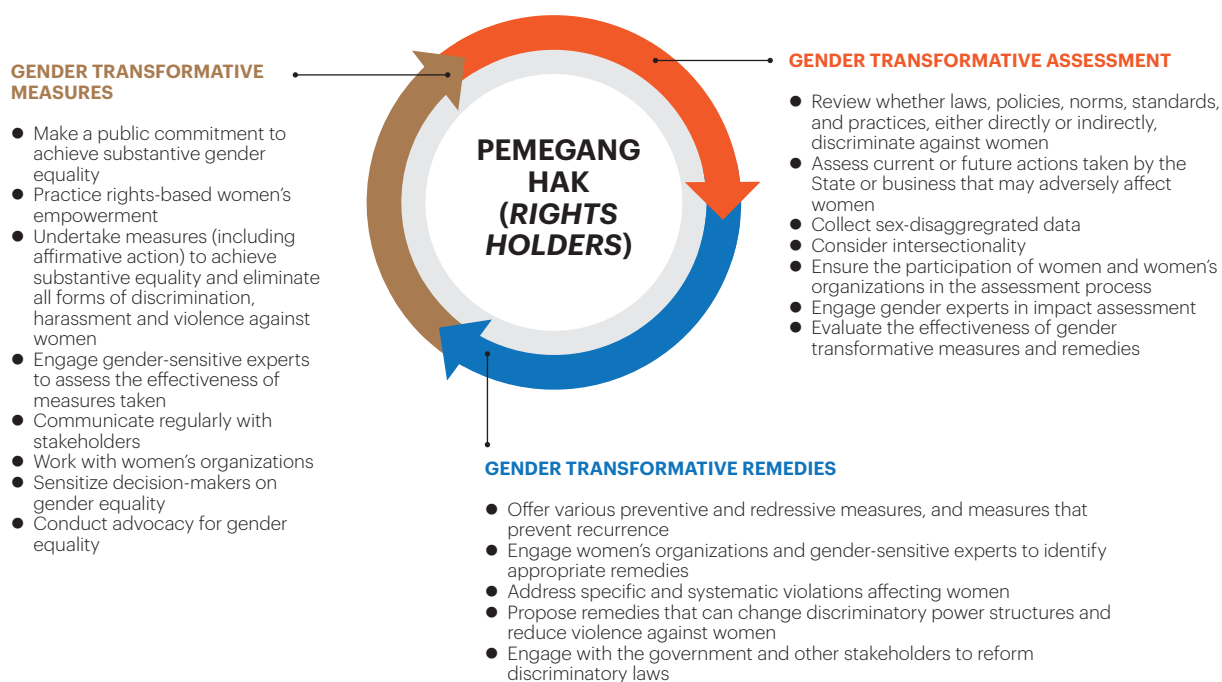 GENDER TRANSFORMATIVE
MEASURES
● Make a public commitment to
achieve substantive gender
equality
● Practice rights-based women's
empowerment
● Undertake measures (including
affirmative action) to achieve
substantive equality and eliminate
all forms of discrimination,
harassment and violence against
women
● Engage gender-sensitive experts
to assess the effectiveness of
measures taken
● Communicate regularly with
stakeholders
● Work with women's organizations
● Sensitize decision-makers on
gender equality
● Conduct advocacy for gender
equality
PEMEGANG
HAK
(RIGHTS
HOLDERS)
GENDER TRANSFORMATIVE ASSESSMENT
● Review whether laws, policies, norms, standards,
and practices, either directly or indirectly,
discriminate against women
● Assess current or future actions taken by the
State or business that may adversely affect
women
● Collect sex-disaggregrated data
● Consider intersectionality
● Ensure the participation of women and women's
organizations in the assessment process
● Engage gender experts in impact assessment
● Evaluate the effectiveness of gender
transformative measures and remedies
GENDER TRANSFORMATIVE REMEDIES
● Offer various preventive and redressive measures, and measures that
prevent recurrence
● Engage women's organizations and gender-sensitive experts to identify
appropriate remedies
● Address specific and systematic violations affecting women
● Propose remedies that can change discriminatory power structures and
reduce violence against women
● Engage with the government and other stakeholders to reform
discriminatory laws